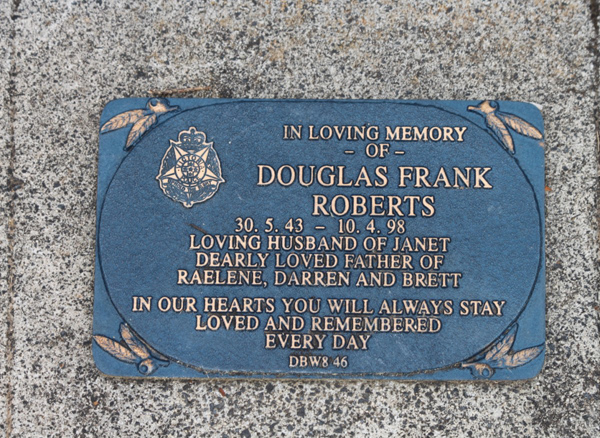 IN LOVING MEMORY
– OF –
DOUGLAS FRANK
ROBERTS
30. 5. 43 – 10. 4. 98
LOVING HUSBAND OF JANET
DEARLY LOVED FATHER OF
RAELENE, DARREN AND BRETT
IN OUR HEARTS YOU WILL ALWAYS STAY
LOVED AND REMEMBERED
EVERY DAY
DBW8 46